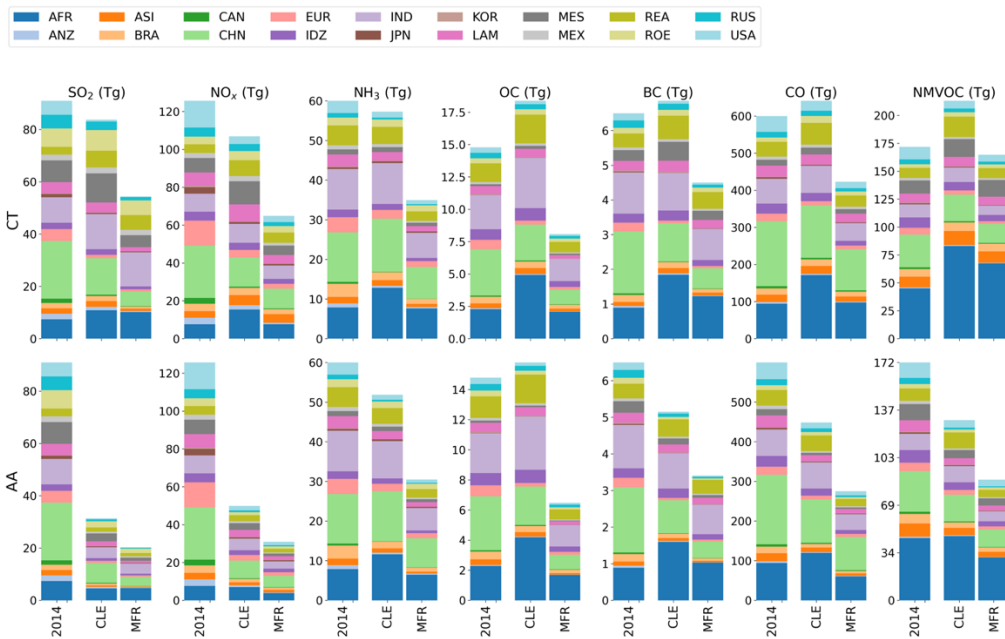 AFR ASI CAN EUR IND KOR MES REA RUS
ANZ BRA CHN IDZ JPN LAM MEX ROE USA
SO₂ (Tg) NOₓ (Tg) NH₃ (Tg) OC (Tg) BC (Tg) CO (Tg) NMVOC (Tg)
CT
80 60 40 20 0
120 100 80 60 40 20 0
60 50 40 30 20 10 0
17.5 15.0 12.5 10.0 7.5 5.0 2.5 0.0
6 5 4 3 2 1 0
600 500 400 300 200 100 0
200 175 150 125 100 75 50 25 0
AA
80 60 40 20 0
120 100 80 60 40 20 0
60 50 40 30 20 10 0
14 12 10 8 6 4 2 0
6 5 4 3 2 1 0
500 400 300 200 100 0
172 137 103 68 34 0
2014 CLE MFR 2014 CLE MFR 2014 CLE MFR 2014 CLE MFR 2014 CLE MFR 2014 CLE MFR 2014 CLE MFR